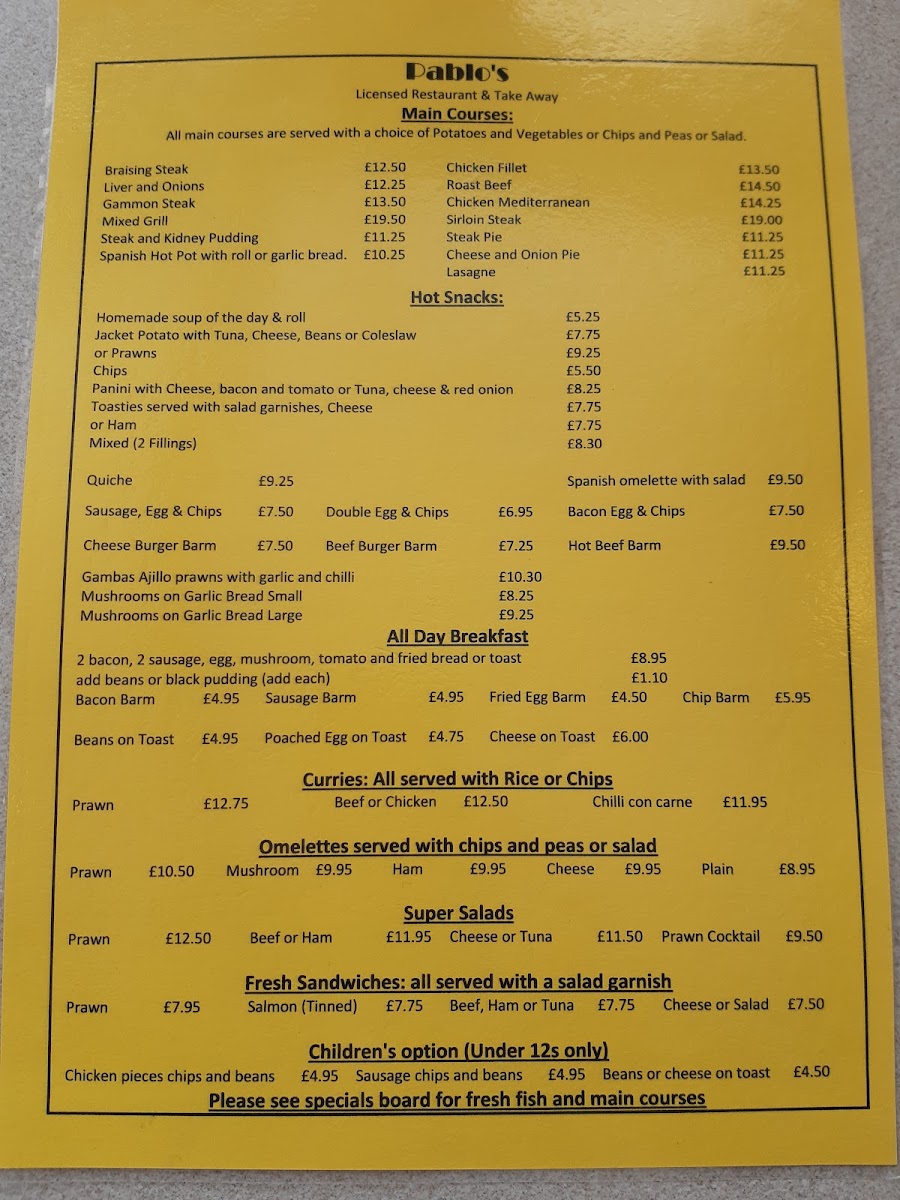 Pablo's
Licensed Restaurant & Take Away
Main Courses:
All main courses are served with a choice of Potatoes and Vegetables or Chips and Peas or Salad.
Braising Steak £12.50 Chicken Fillet £13.50
Liver and Onions £12.25 Roast Beef £14.50
Gammon Steak £13.50 Chicken Mediterranean £14.25
Mixed Grill £19.50 Sirloin Steak £19.00
Steak and Kidney Pudding £11.25 Steak Pie £11.25
Spanish Hot Pot with roll or garlic bread. £10.25 Cheese and Onion Pie £11.25
Lasagne £11.25
Hot Snacks:
Homemade soup of the day & roll £5.25
Jacket Potato with Tuna, Cheese, Beans or Coleslaw £7.75
or Prawns £9.25
Chips £5.50
Panini with Cheese, bacon and tomato or Tuna, cheese & red onion £8.25
Toasties served with salad garnishes, Cheese £7.75
or Ham £7.75
Mixed (2 Fillings) £8.30
Quiche £9.25 Spanish omelette with salad £9.50
Sausage, Egg & Chips £7.50 Double Egg & Chips £6.95 Bacon Egg & Chips £7.50
Cheese Burger Barm £7.50 Beef Burger Barm £7.25 Hot Beef Barm £9.50
Gambas Ajillo prawns with garlic and chilli £10.30
Mushrooms on Garlic Bread Small £8.25
Mushrooms on Garlic Bread Large £9.25
All Day Breakfast
2 bacon, 2 sausage, egg, mushroom, tomato and fried bread or toast £8.95
add beans or black pudding (add each) £1.10
Bacon Barm £4.95 Sausage Barm £4.95 Fried Egg Barm £4.50 Chip Barm £5.95
Beans on Toast £4.95 Poached Egg on Toast £4.75 Cheese on Toast £6.00
Curries: All served with Rice or Chips
Prawn £12.75 Beef or Chicken £12.50 Chilli con carne £11.95
Omelettes served with chips and peas or salad
Prawn £10.50 Mushroom £9.95 Ham £9.95 Cheese £9.95 Plain £8.95
Super Salads
Prawn £12.50 Beef or Ham £11.95 Cheese or Tuna £11.50 Prawn Cocktail £9.50
Fresh Sandwiches: all served with a salad garnish
Prawn £7.95 Salmon (Tinned) £7.75 Beef, Ham or Tuna £7.75 Cheese or Salad £7.50
Children's option (Under 12s only)
Chicken pieces chips and beans £4.95 Sausage chips and beans £4.95 Beans or cheese on toast £4.50
Please see specials board for fresh fish and main courses